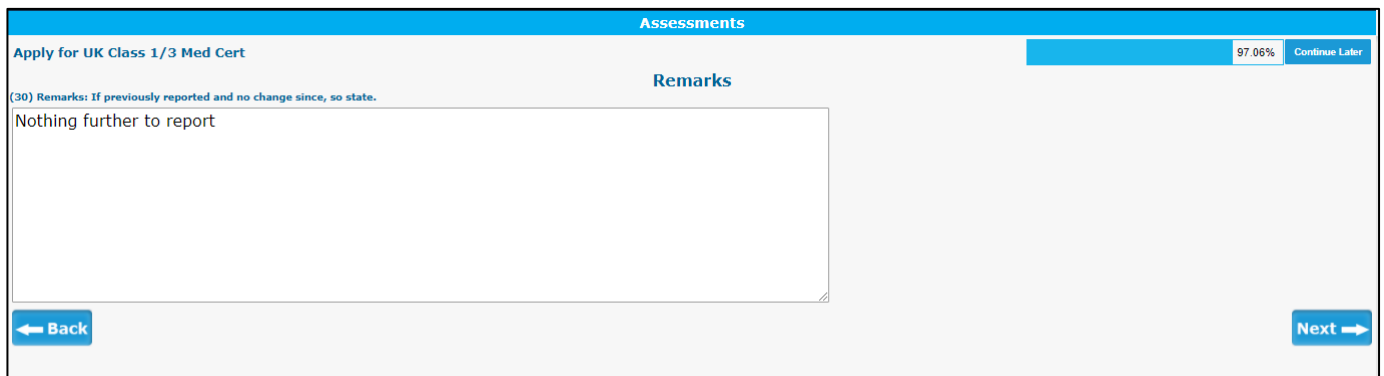 Assessments
Apply for UK Class 1/3 Med Cert
97.06%
Continue Later
Remarks
(30) Remarks: If previously reported and no change since, so state.
Nothing further to report
Back
Next